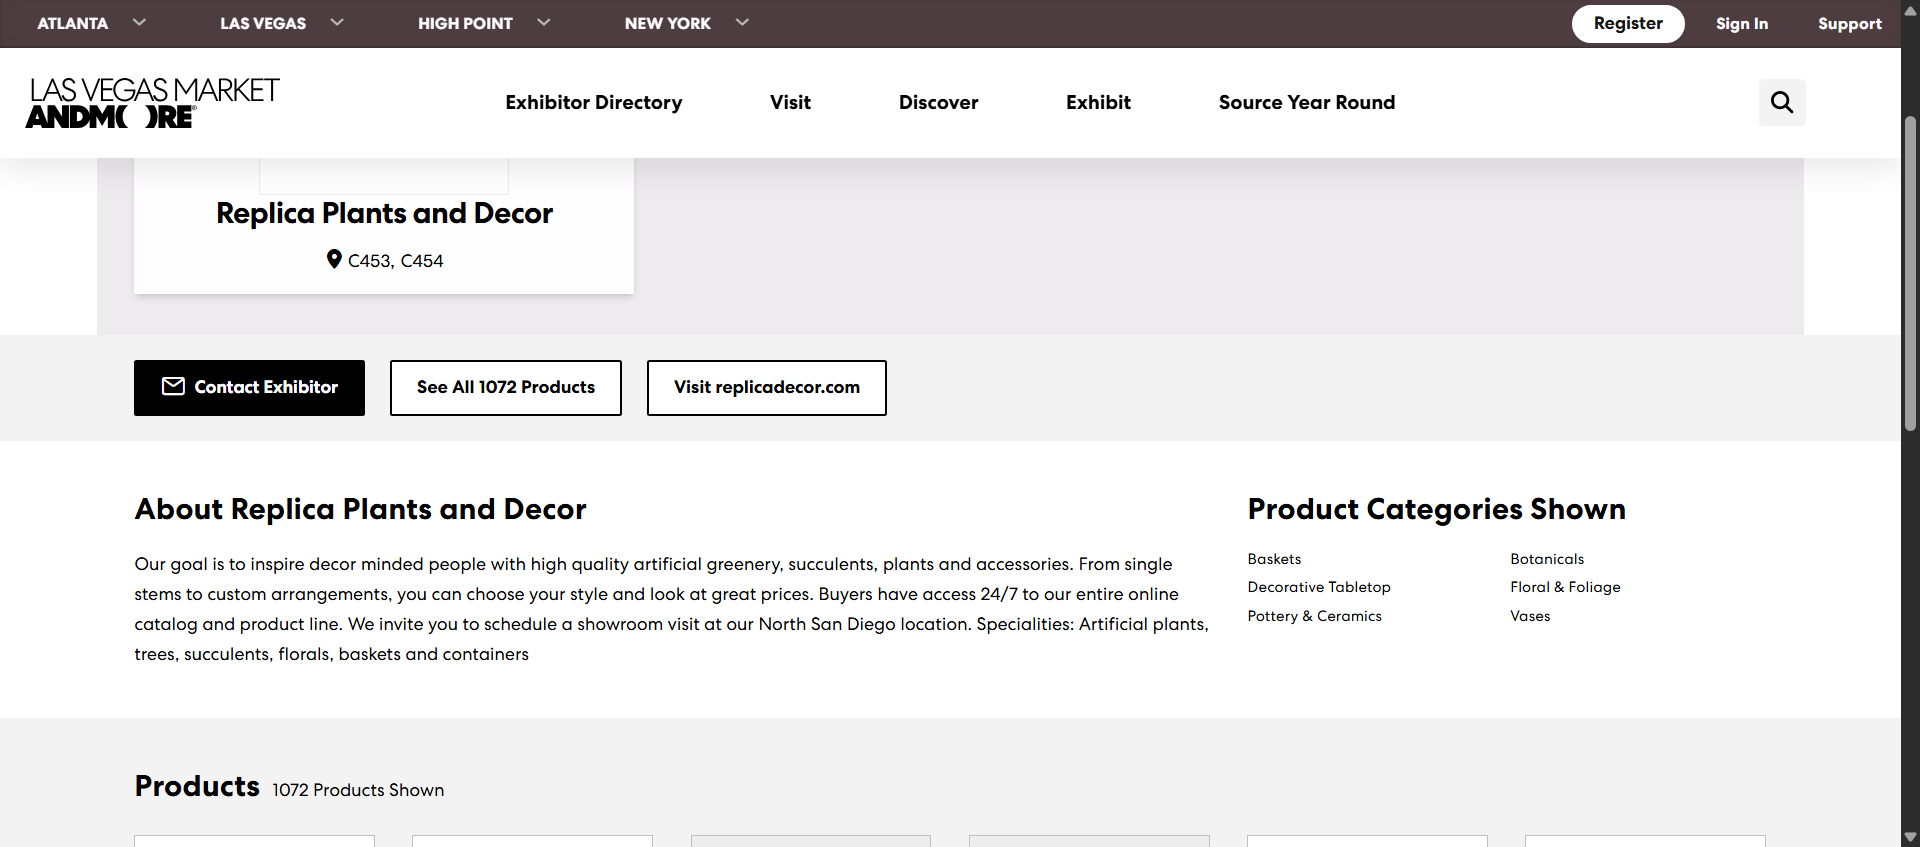 ATLANTA
LAS VEGAS
HIGH POINT
NEW YORK
Register
Sign In
Support
LAS VEGAS MARKET
ANDMORE®
Exhibitor Directory
Visit
Discover
Exhibit
Source Year Round
Replica Plants and Decor
C453, C454
Contact Exhibitor
See All 1072 Products
Visit replicadecor.com
About Replica Plants and Decor
Our goal is to inspire decor minded people with high quality artificial greenery, succulents, plants and accessories. From single
stems to custom arrangements, you can choose your style and look at great prices. Buyers have access 24/7 to our entire online
catalog and product line. We invite you to schedule a showroom visit at our North San Diego location. Specialities: Artificial plants,
trees, succulents, florals, baskets and containers
Product Categories Shown
Baskets
Botanicals
Decorative Tabletop
Floral & Foliage
Pottery & Ceramics
Vases
Products
1072 Products Shown